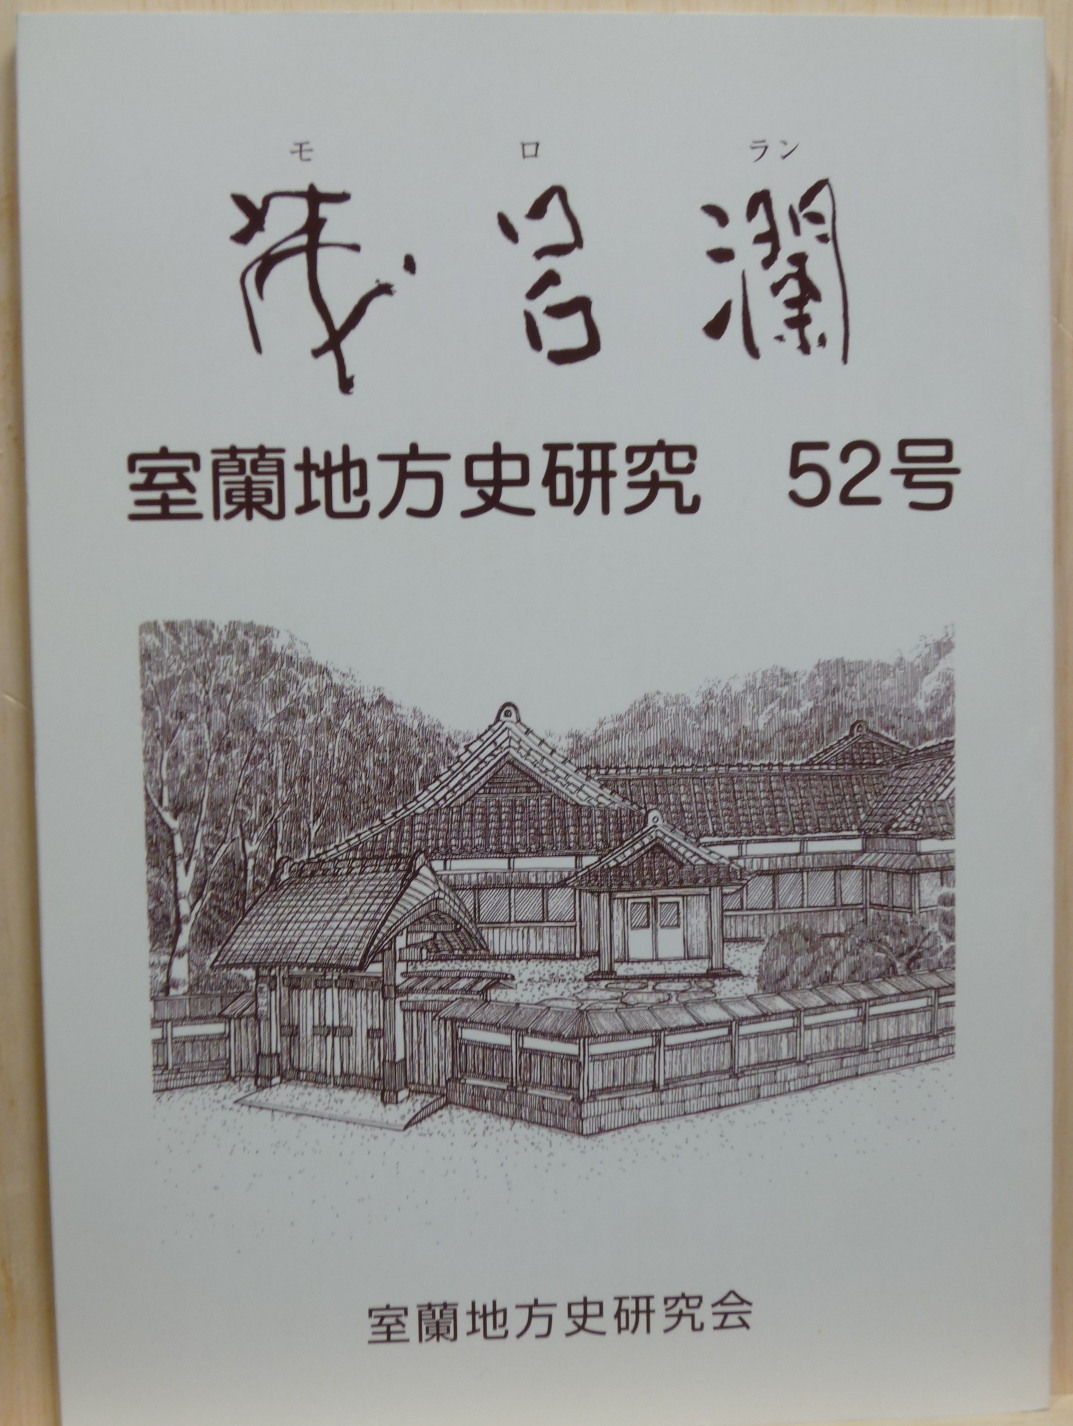 モ ロ ラン
茂呂瀾
室蘭地方史研究 52号
室蘭地方史研究会